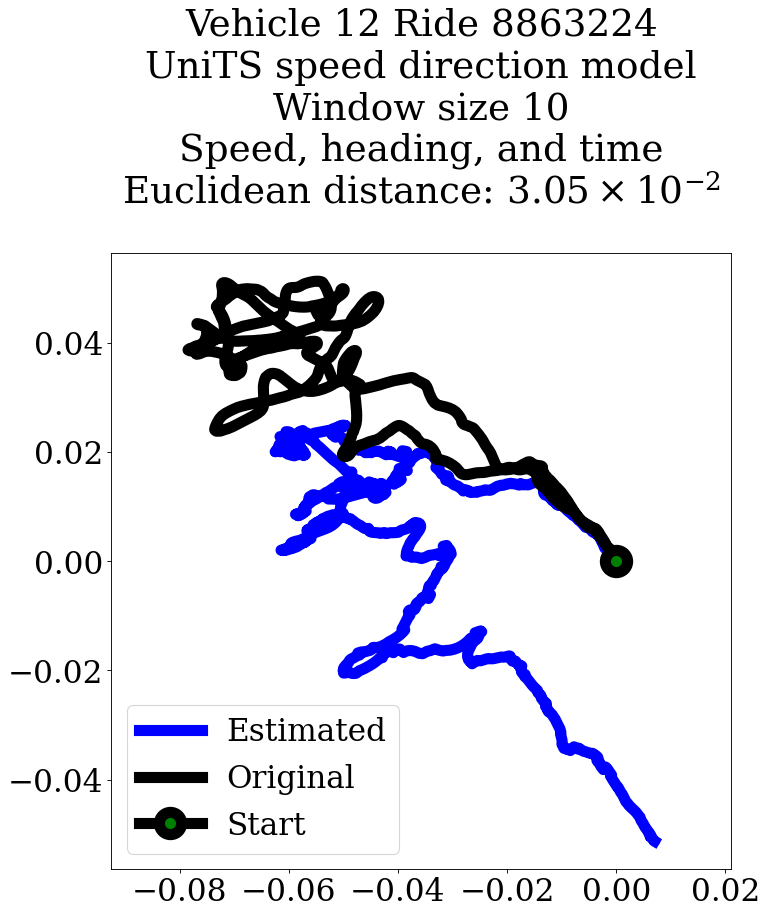 Vehicle 12 Ride 8863224
UniTS speed direction model
Window size 10
Speed, heading, and time
Euclidean distance: 3.05 × 10⁻²
0.04
0.02
0.00
−0.02
−0.04
Estimated
Original
Start
−0.08 −0.06 −0.04 −0.02 0.00 0.02